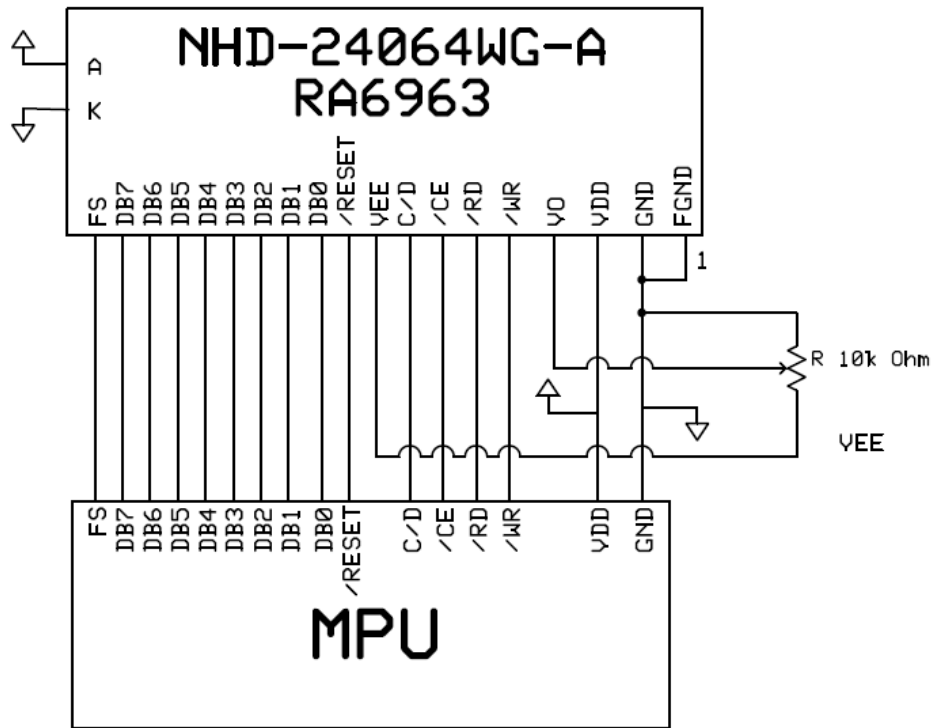 NHD-24064WG-A
RA6963
A
K
FS
DB7
DB6
DB5
DB4
DB3
DB2
DB1
DB0
/RESET
VEE
C/D
/CE
/RD
/WR
VO
VDD
GND
FGND
1
R 10k Ohm
VEE
FS
DB7
DB6
DB5
DB4
DB3
DB2
DB1
DB0
/RESET
C/D
/CE
/RD
/WR
VDD
GND
MPU